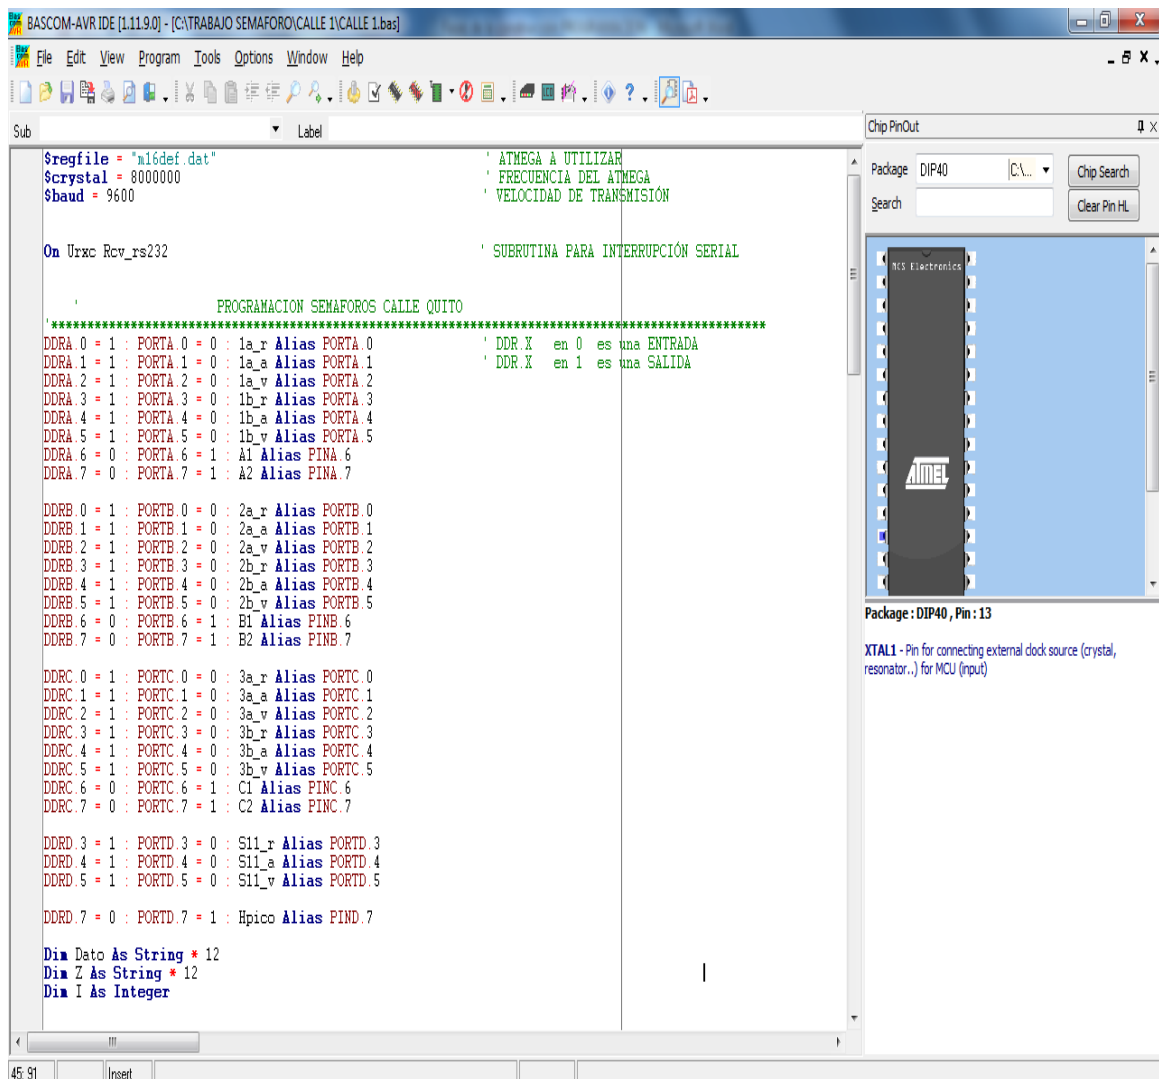 BASCOM-AVR IDE [1.11.9.0] - [C:\TRABAJO SEMAFORO\CALLE 1\CALLE 1.bas]
File Edit View Program Tools Options Window Help
Sub Label
$regfile = "m16def.dat" ' ATMEGA A UTILIZAR
$crystal = 8000000 ' FRECUENCIA DEL ATMEGA
$baud = 9600 ' VELOCIDAD DE TRANSMISIÓN
On Urxc Rcv_rs232 ' SUBRUTINA PARA INTERRUPCIÓN SERIAL
' PROGRAMACION SEMAFOROS CALLE QUITO
'***************************************************************************************************
DDRA.0 = 1 : PORTA.0 = 0 : 1a_r Alias PORTA.0 ' DDR.X en 0 es una ENTRADA
DDRA.1 = 1 : PORTA.1 = 0 : 1a_a Alias PORTA.1 ' DDR.X en 1 es una SALIDA
DDRA.2 = 1 : PORTA.2 = 0 : 1a_v Alias PORTA.2
DDRA.3 = 1 : PORTA.3 = 0 : 1b_r Alias PORTA.3
DDRA.4 = 1 : PORTA.4 = 0 : 1b_a Alias PORTA.4
DDRA.5 = 1 : PORTA.5 = 0 : 1b_v Alias PORTA.5
DDRA.6 = 0 : PORTA.6 = 1 : A1 Alias PINA.6
DDRA.7 = 0 : PORTA.7 = 1 : A2 Alias PINA.7
DDRB.0 = 1 : PORTB.0 = 0 : 2a_r Alias PORTB.0
DDRB.1 = 1 : PORTB.1 = 0 : 2a_a Alias PORTB.1
DDRB.2 = 1 : PORTB.2 = 0 : 2a_v Alias PORTB.2
DDRB.3 = 1 : PORTB.3 = 0 : 2b_r Alias PORTB.3
DDRB.4 = 1 : PORTB.4 = 0 : 2b_a Alias PORTB.4
DDRB.5 = 1 : PORTB.5 = 0 : 2b_v Alias PORTB.5
DDRB.6 = 0 : PORTB.6 = 1 : B1 Alias PINB.6
DDRB.7 = 0 : PORTB.7 = 1 : B2 Alias PINB.7
DDRC.0 = 1 : PORTC.0 = 0 : 3a_r Alias PORTC.0
DDRC.1 = 1 : PORTC.1 = 0 : 3a_a Alias PORTC.1
DDRC.2 = 1 : PORTC.2 = 0 : 3a_v Alias PORTC.2
DDRC.3 = 1 : PORTC.3 = 0 : 3b_r Alias PORTC.3
DDRC.4 = 1 : PORTC.4 = 0 : 3b_a Alias PORTC.4
DDRC.5 = 1 : PORTC.5 = 0 : 3b_v Alias PORTC.5
DDRC.6 = 0 : PORTC.6 = 1 : C1 Alias PINC.6
DDRC.7 = 0 : PORTC.7 = 1 : C2 Alias PINC.7
DDRD.3 = 1 : PORTD.3 = 0 : S11_r Alias PORTD.3
DDRD.4 = 1 : PORTD.4 = 0 : S11_a Alias PORTD.4
DDRD.5 = 1 : PORTD.5 = 0 : S11_v Alias PORTD.5
DDRD.7 = 0 : PORTD.7 = 1 : Hpico Alias PIND.7
Dim Dato As String * 12
Dim Z As String * 12
Dim I As Integer
45: 91 Insert
Chip PinOut
Package DIP40 C:\... Chip Search
Search Clear Pin HL
MCS Electronics
ATMEL
Package : DIP40 , Pin : 13
XTAL1 - Pin for connecting external clock source (crystal,
resonator..) for MCU (input)